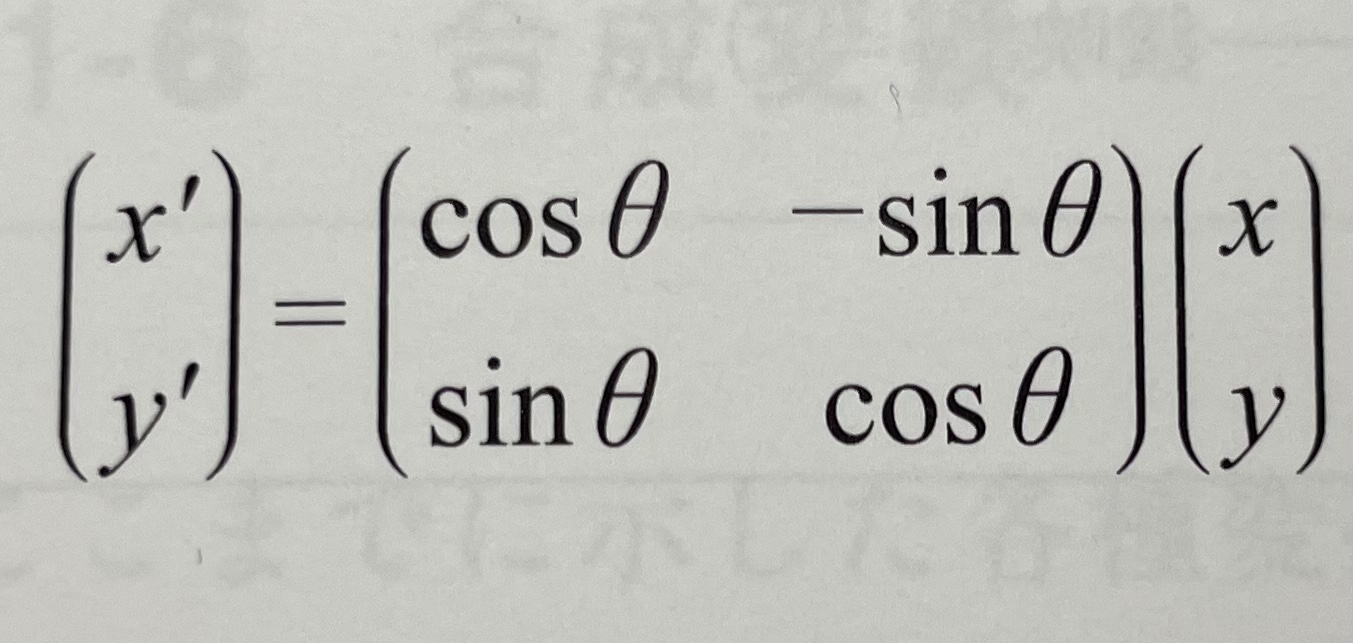 (x′ y′) = (cos θ −sin θ sin θ cos θ)(x y)